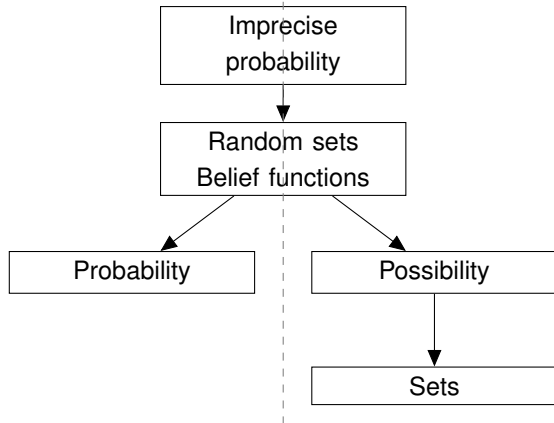 Imprecise
probability
Random sets
Belief functions
Probability
Possibility
Sets